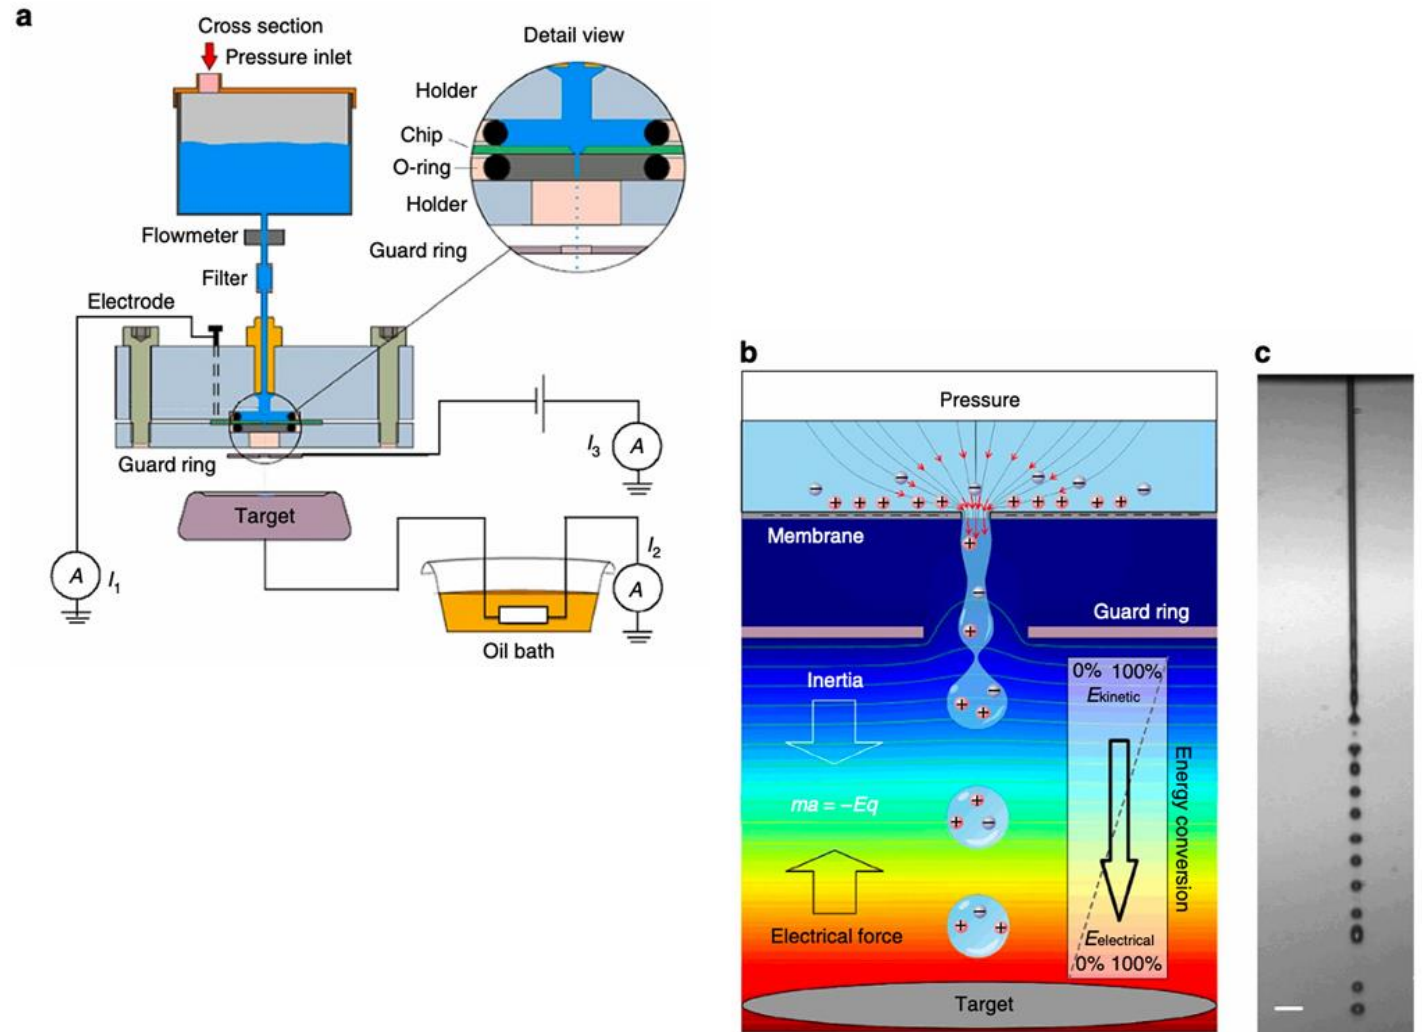 a
Cross section
Pressure inlet
Detail view
Holder
Chip
O-ring
Holder
Guard ring
Flowmeter
Filter
Electrode
Guard ring
Target
I3
A
I2
A
A
I1
Oil bath
b
Pressure
Membrane
Guard ring
Inertia
0% 100%
Ekinetic
ma = −Eq
Energy conversion
Electrical force
Eelectrical
0% 100%
Target
c